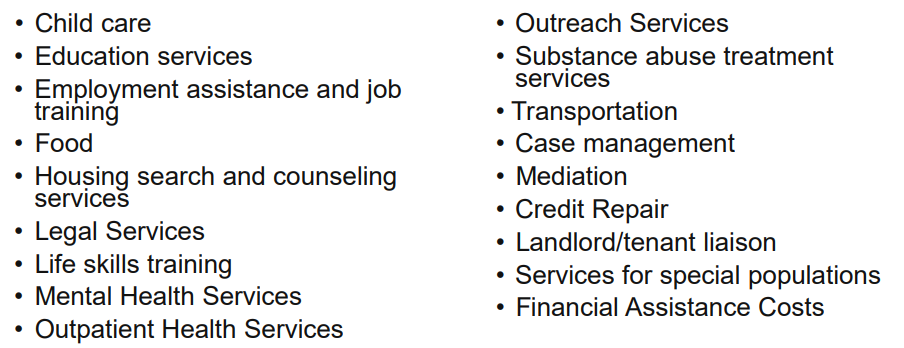 • Child care
• Education services
• Employment assistance and job
training
• Food
• Housing search and counseling
services
• Legal Services
• Life skills training
• Mental Health Services
• Outpatient Health Services
• Outreach Services
• Substance abuse treatment
services
• Transportation
• Case management
• Mediation
• Credit Repair
• Landlord/tenant liaison
• Services for special populations
• Financial Assistance Costs